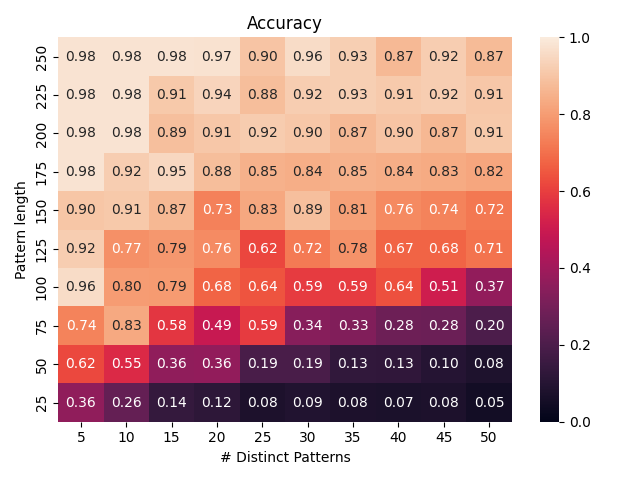 Accuracy
Pattern length
250 0.98 0.98 0.98 0.97 0.90 0.96 0.93 0.87 0.92 0.87
225 0.98 0.98 0.91 0.94 0.88 0.92 0.93 0.91 0.92 0.91
200 0.98 0.98 0.89 0.91 0.92 0.90 0.87 0.90 0.87 0.91
175 0.98 0.92 0.95 0.88 0.85 0.84 0.85 0.84 0.83 0.82
150 0.90 0.91 0.87 0.73 0.83 0.89 0.81 0.76 0.74 0.72
125 0.92 0.77 0.79 0.76 0.62 0.72 0.78 0.67 0.68 0.71
100 0.96 0.80 0.79 0.68 0.64 0.59 0.59 0.64 0.51 0.37
75 0.74 0.83 0.58 0.49 0.59 0.34 0.33 0.28 0.28 0.20
50 0.62 0.55 0.36 0.36 0.19 0.19 0.13 0.13 0.10 0.08
25 0.36 0.26 0.14 0.12 0.08 0.09 0.08 0.07 0.08 0.05
5 10 15 20 25 30 35 40 45 50
# Distinct Patterns
1.0
0.8
0.6
0.4
0.2
0.0